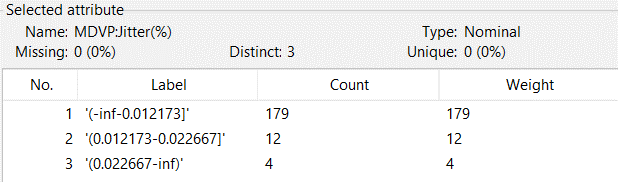 Selected attribute
Name: MDVP:Jitter(%) Type: Nominal
Missing: 0 (0%) Distinct: 3 Unique: 0 (0%)
No. Label Count Weight
1 '(-inf-0.012173]' 179 179
2 '(0.012173-0.022667]' 12 12
3 '(0.022667-inf)' 4 4